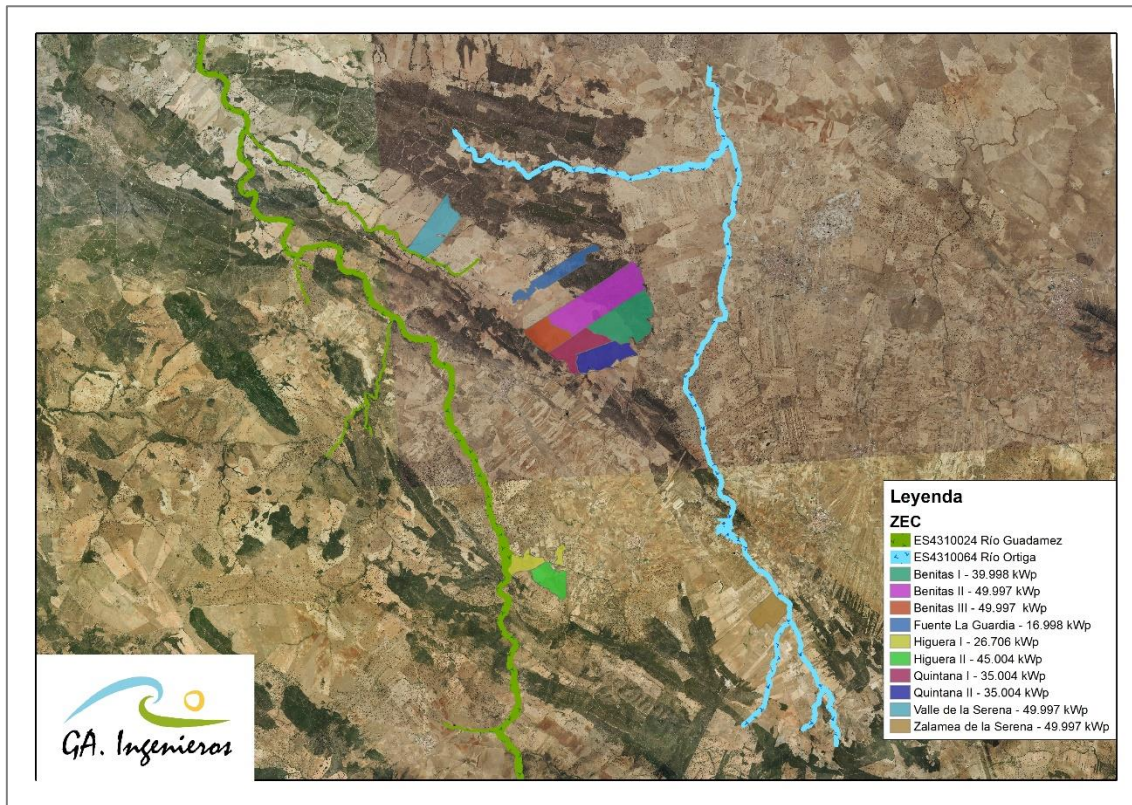 Leyenda
ZEC
ES4310024 Río Guadamez
ES4310064 Río Ortiga
Benitas I - 39.998 kWp
Benitas II - 49.997 kWp
Benitas III - 49.997 kWp
Fuente La Guardia - 16.998 kWp
Higuera I - 26.706 kWp
Higuera II - 45.004 kWp
Quintana I - 35.004 kWp
Quintana II - 35.004 kWp
Valle de la Serena - 49.997 kWp
Zalamea de la Serena - 49.997 kWp
GA. Ingenieros